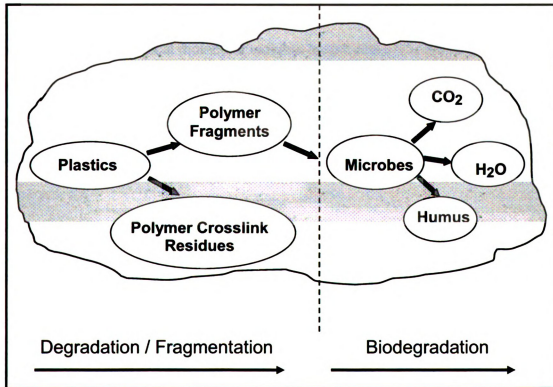 Plastics
Polymer
Fragments
Polymer Crosslink
Residues
Microbes
CO₂
H₂O
Humus
Degradation / Fragmentation
Biodegradation